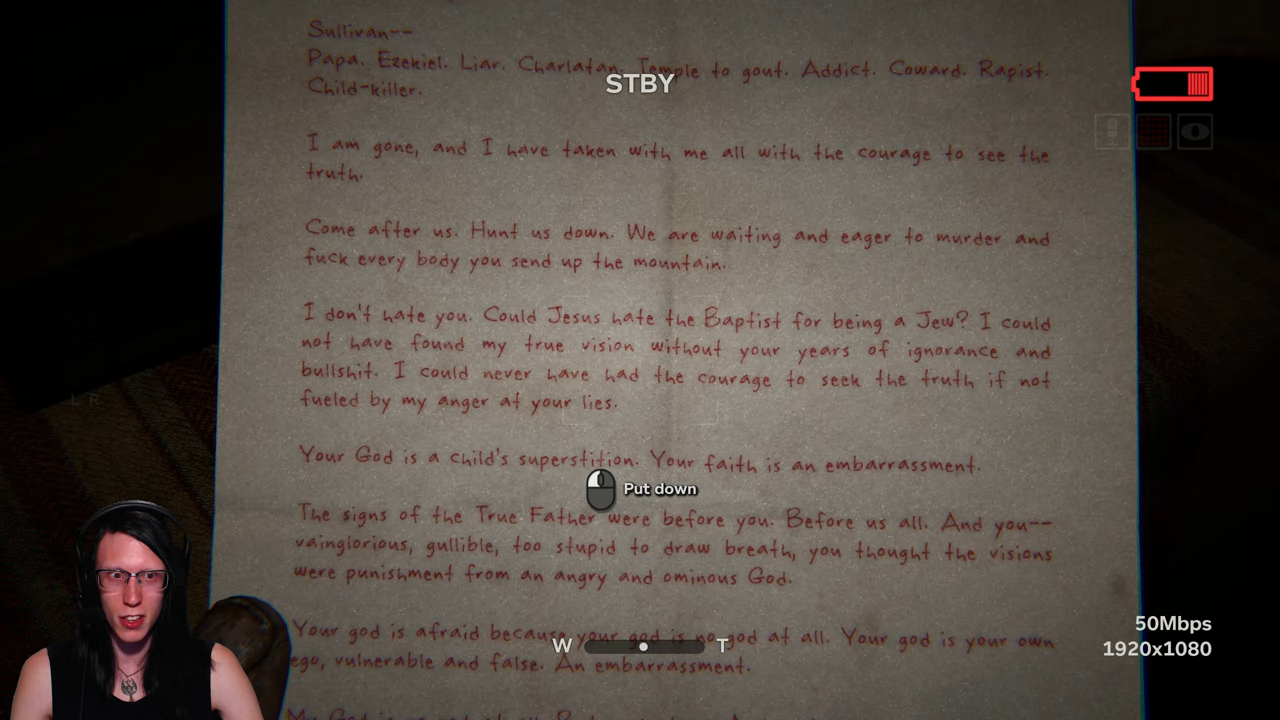 Sullivan--
Papa. Ezekiel. Liar. Charlatan. Temple to gout. Addict. Coward. Rapist.
Child-killer.
STBY
I am gone, and I have taken with me all with the courage to see the
truth.
Come after us. Hunt us down. We are waiting and eager to murder and
fuck every body you send up the mountain.
I don't hate you. Could Jesus hate the Baptist for being a Jew? I could
not have found my true vision without your years of ignorance and
bullshit. I could never have had the courage to seek the truth if not
fueled by my anger at your lies.
L R
Your God is a child's superstition. Your faith is an embarrassment.
Put down
The signs of the True Father were before you. Before us all. And you--
vainglorious, gullible, too stupid to draw breath, you thought the visions
were punishment from an angry and ominous God.
Your god is afraid because your god is no god at all. Your god is your own
ego, vulnerable and false. An embarrassment.
W T
50Mbps
1920x1080
My God is